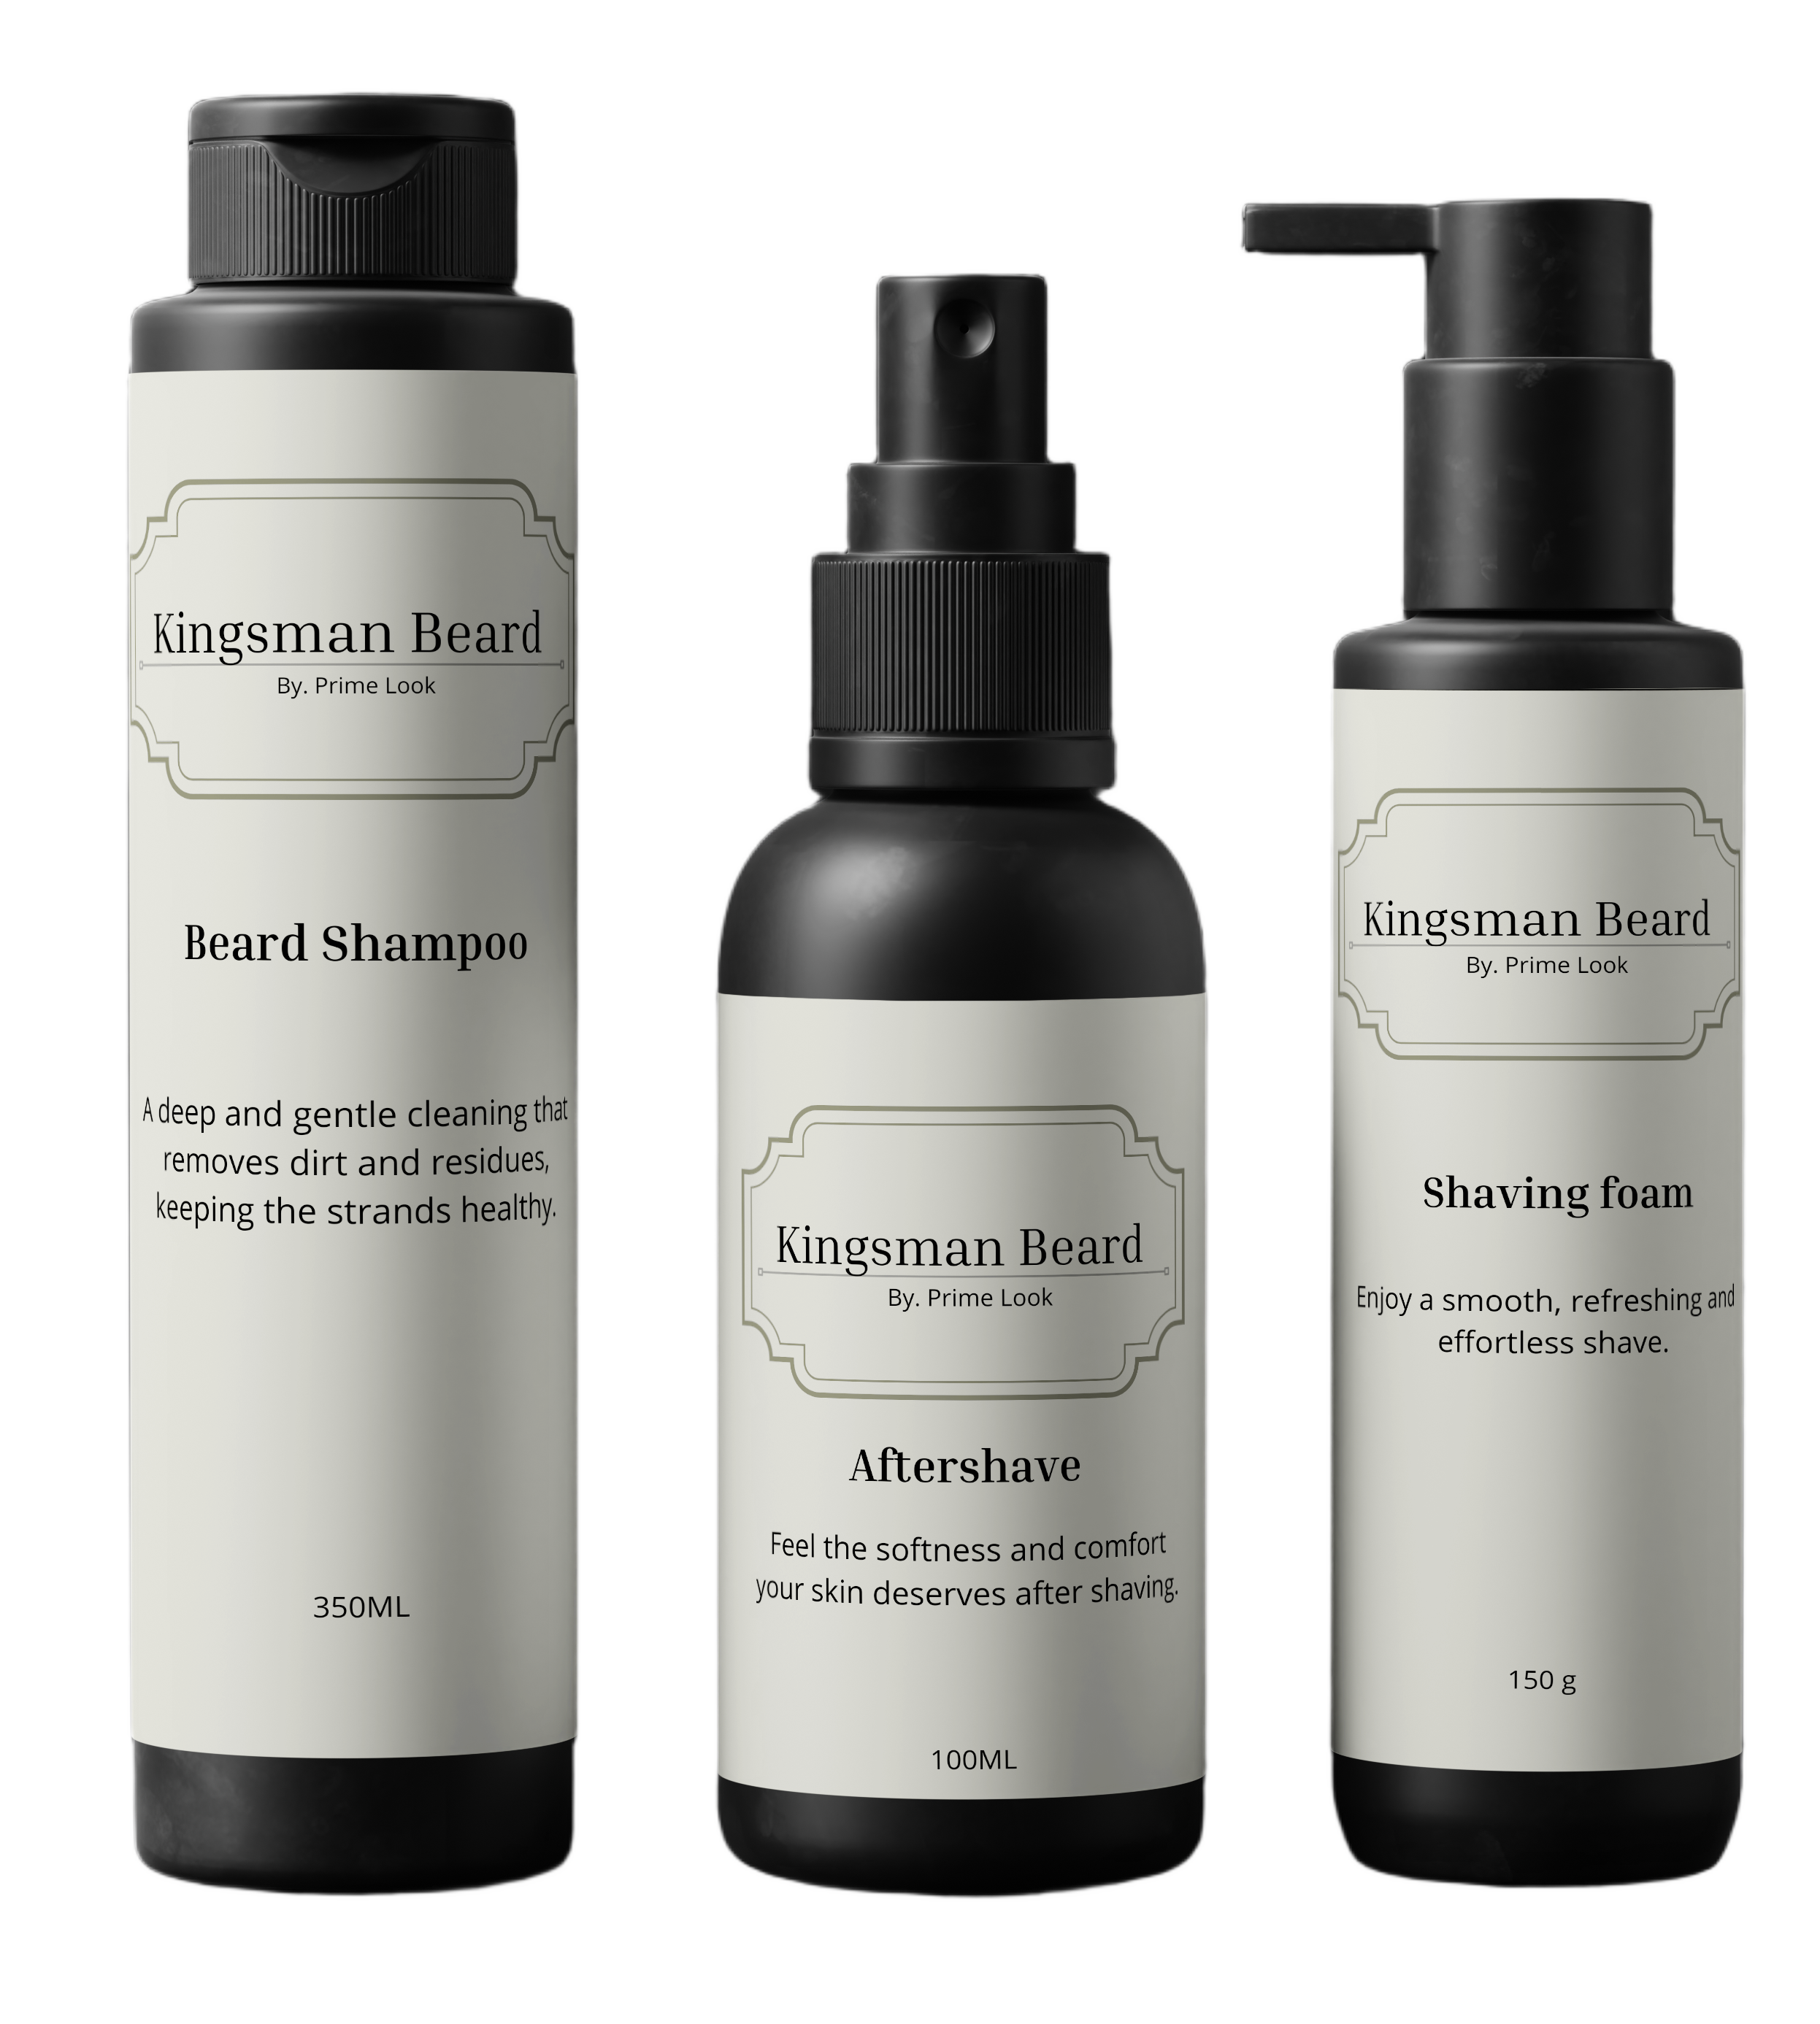 Kingsman Beard
By. Prime Look
Beard Shampoo
A deep and gentle cleaning that
removes dirt and residues,
keeping the strands healthy.
350ML
Kingsman Beard
By. Prime Look
Aftershave
Feel the softness and comfort
your skin deserves after shaving.
100ML
Kingsman Beard
By. Prime Look
Shaving foam
Enjoy a smooth, refreshing and
effortless shave.
150 g